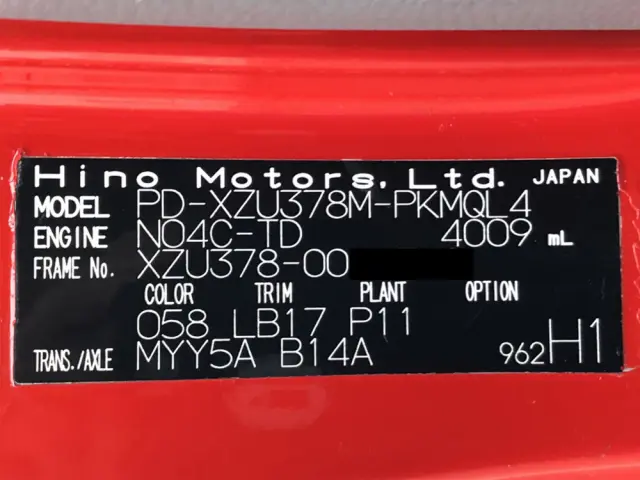 Hino Motors, Ltd. JAPAN
MODEL PD-XZU378M-PKMQL4
ENGINE N04C-TD 4009 mL
FRAME No. XZU378-00
COLOR TRIM PLANT OPTION
058 LB17 P11
TRANS./AXLE MYY5A B14A 962H1